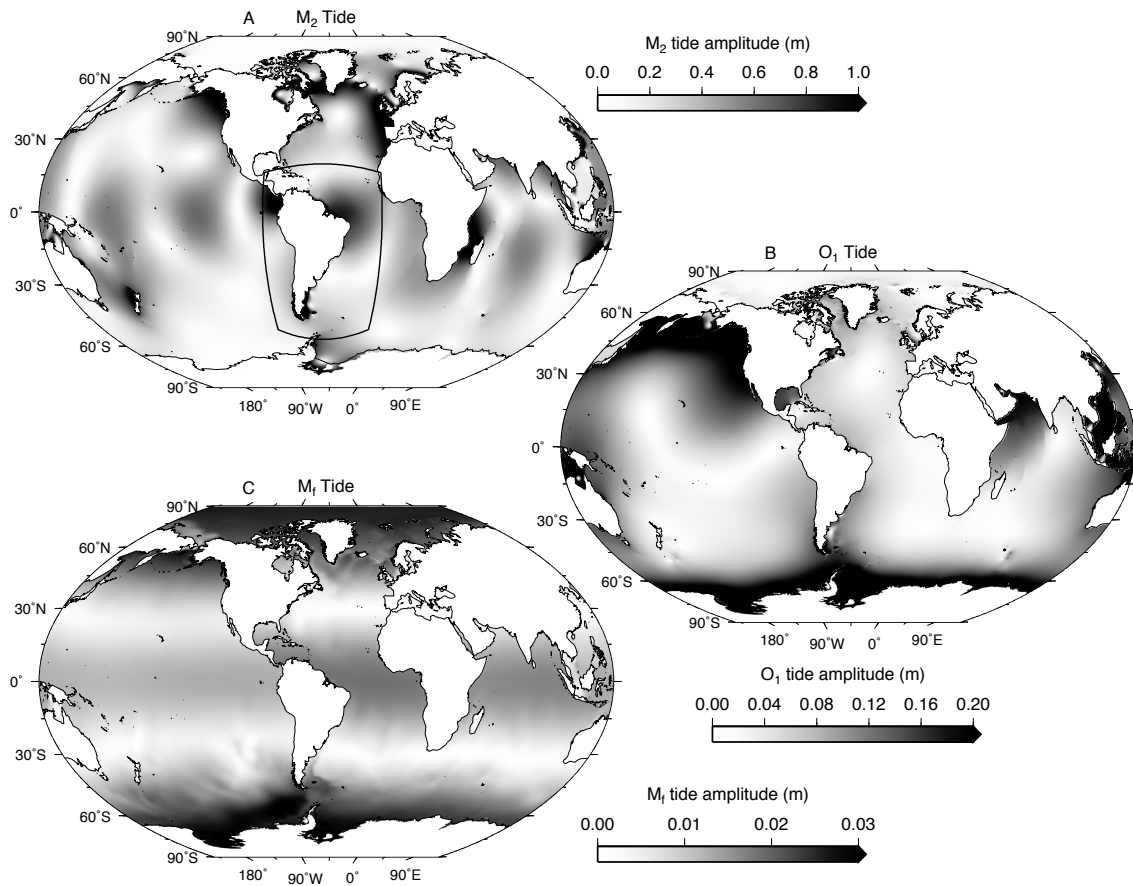 A M₂ Tide
90˚N
60˚N
30˚N
0˚
30˚S
60˚S
90˚S
180˚ 90˚W 0˚ 90˚E
M₂ tide amplitude (m)
0.0 0.2 0.4 0.6 0.8 1.0
B O₁ Tide
90˚N
60˚N
30˚N
0˚
30˚S
60˚S
90˚S
180˚ 90˚W 0˚ 90˚E
O₁ tide amplitude (m)
0.00 0.04 0.08 0.12 0.16 0.20
C M_f Tide
90˚N
60˚N
30˚N
0˚
30˚S
60˚S
90˚S
180˚ 90˚W 0˚ 90˚E
M_f tide amplitude (m)
0.00 0.01 0.02 0.03